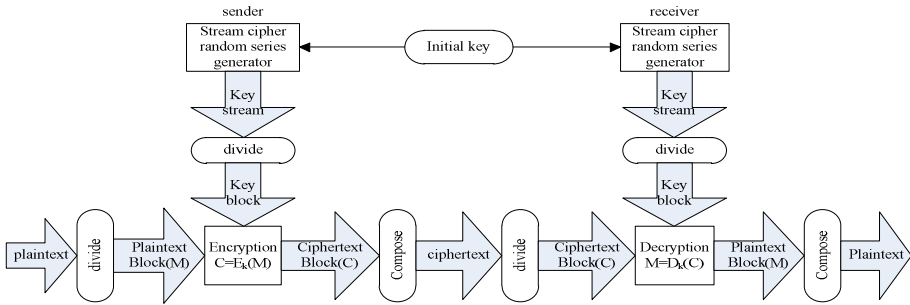 sender
receiver
Stream cipher
random series
generator
Initial key
Stream cipher
random series
generator
Key
stream
Key
stream
divide
divide
Key
block
Key
block
plaintext
divide
Plaintext
Block(M)
Encryption
C=Ek(M)
Ciphertext
Block(C)
Compose
ciphertext
divide
Ciphertext
Block(C)
Decryption
M=Dk(C)
Plaintext
Block(M)
Compose
Plaintext